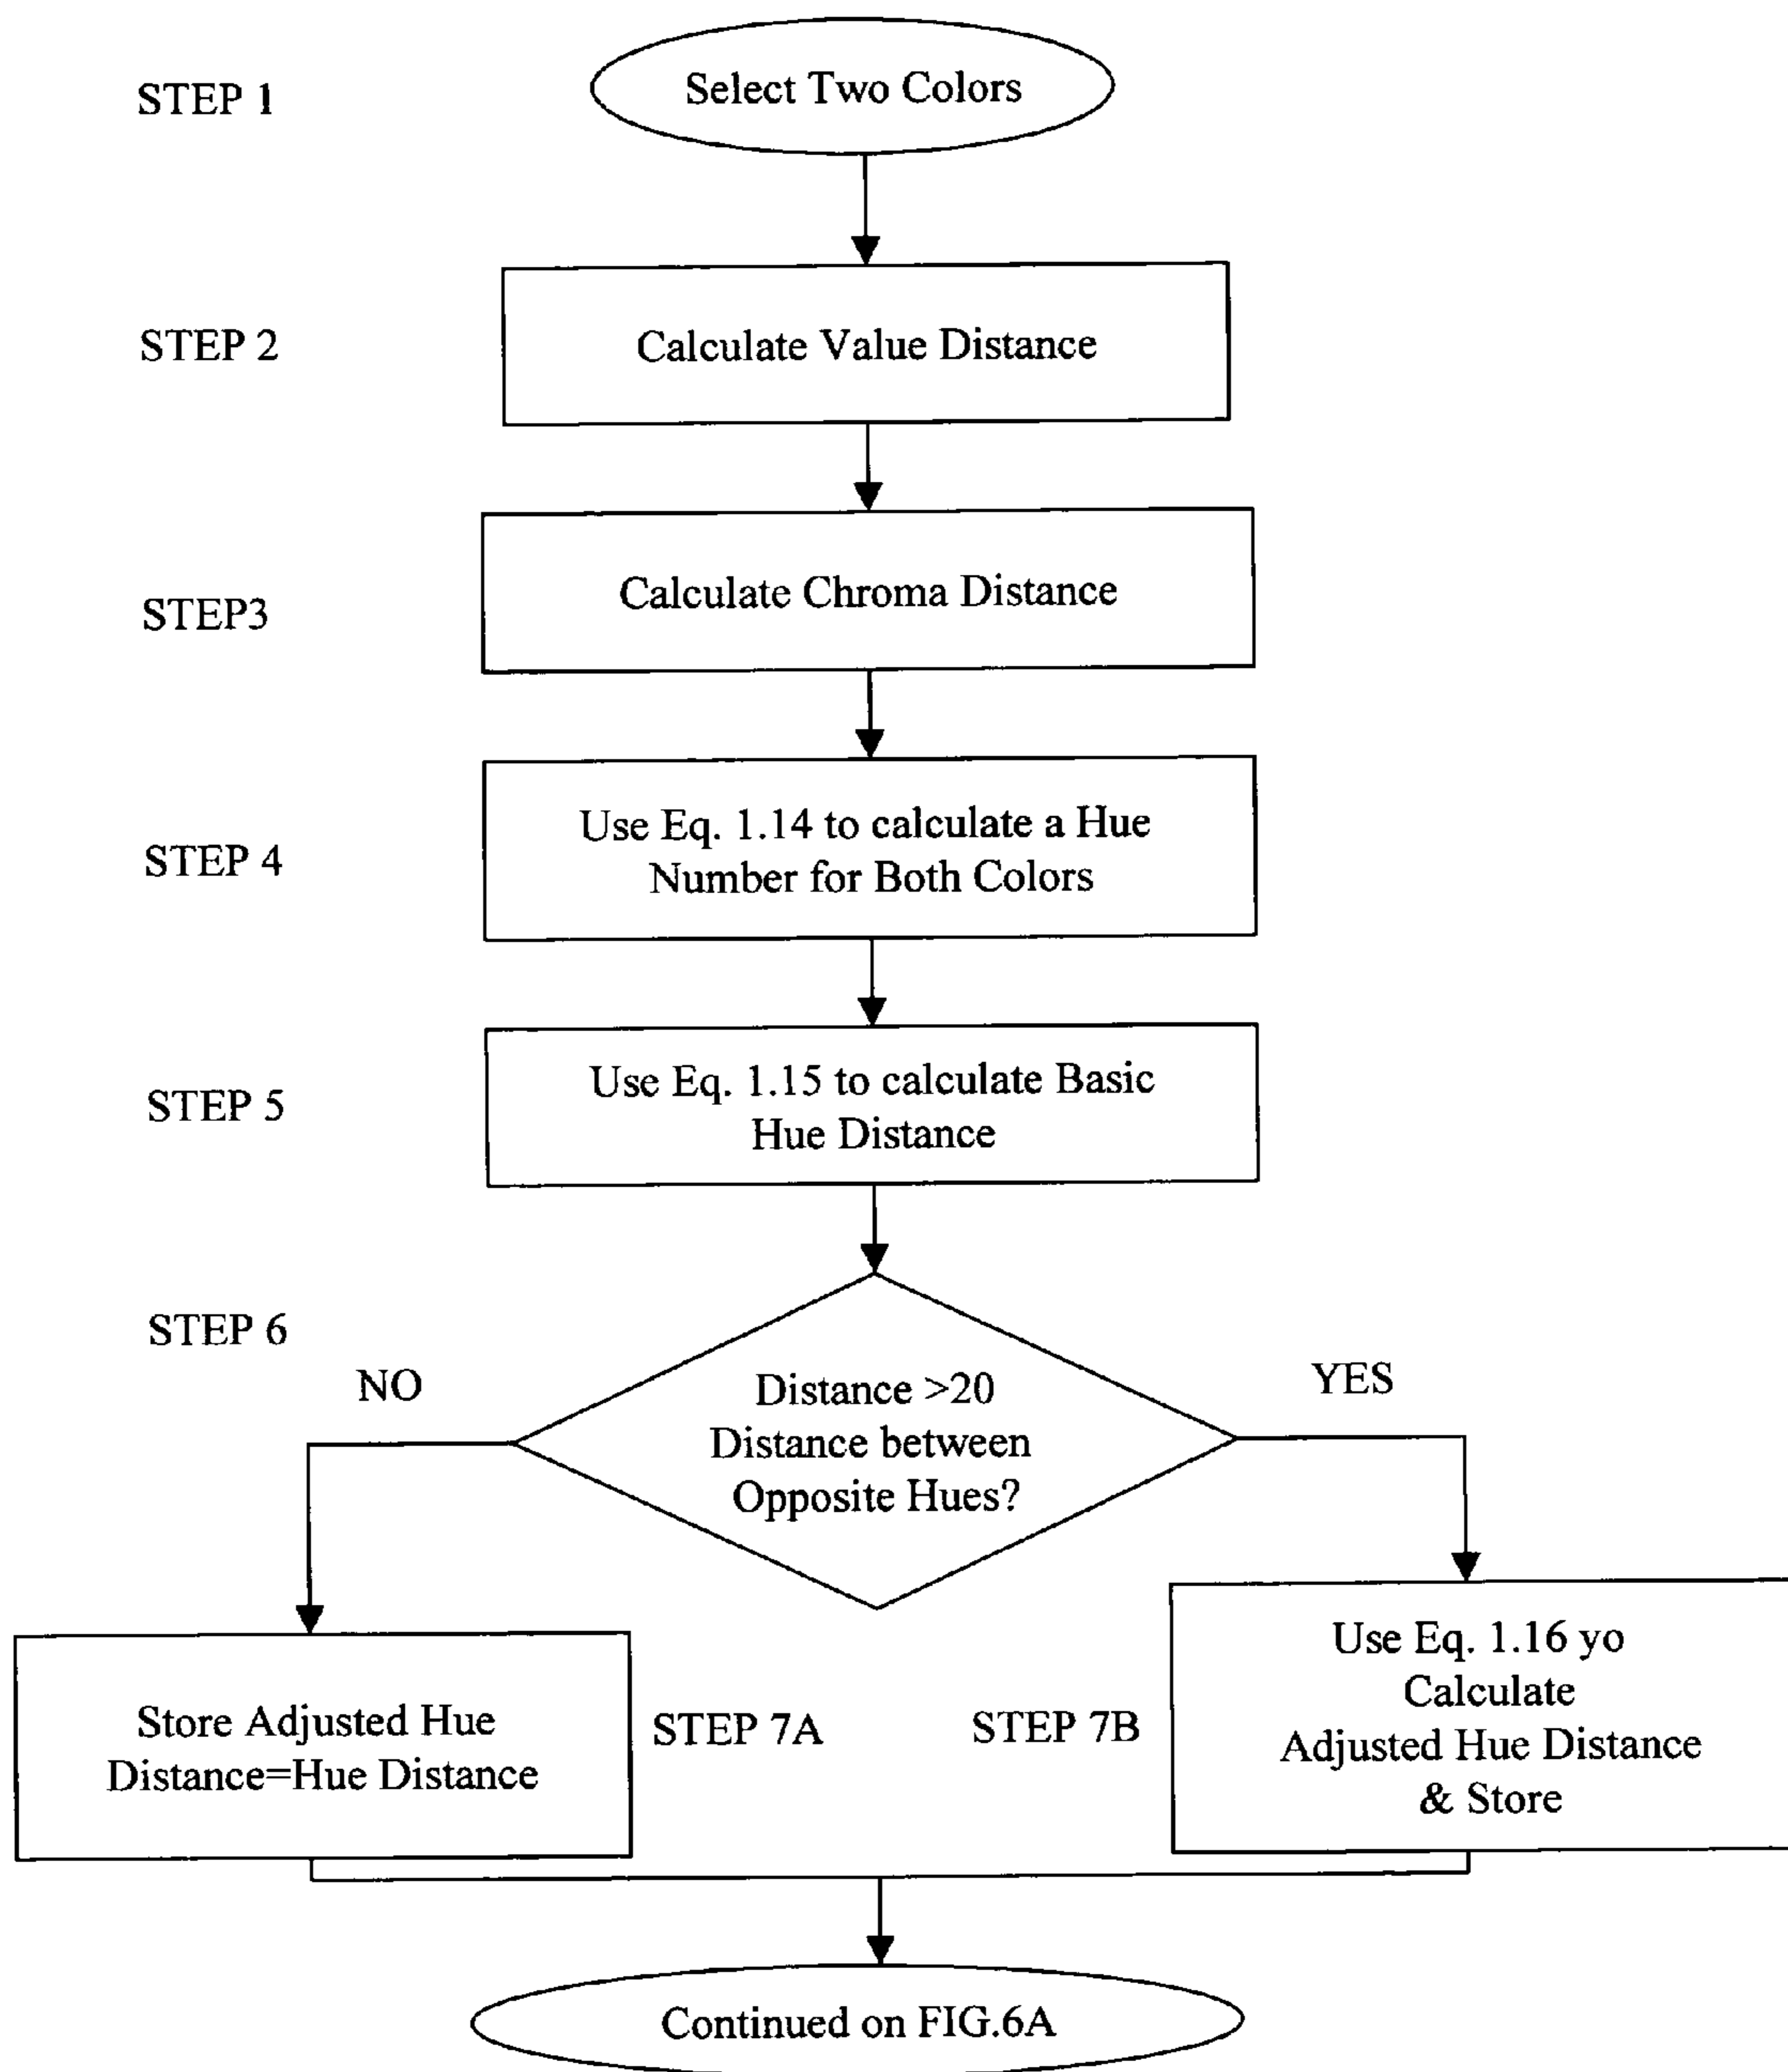 STEP 1
Select Two Colors
STEP 2
Calculate Value Distance
STEP3
Calculate Chroma Distance
STEP 4
Use Eq. 1.14 to calculate a Hue
Number for Both Colors
STEP 5
Use Eq. 1.15 to calculate Basic
Hue Distance
STEP 6
NO
Distance >20
Distance between
Opposite Hues?
YES
Store Adjusted Hue
Distance=Hue Distance
STEP 7A
STEP 7B
Use Eq. 1.16 yo
Calculate
Adjusted Hue Distance
& Store
Continued on FIG.6A